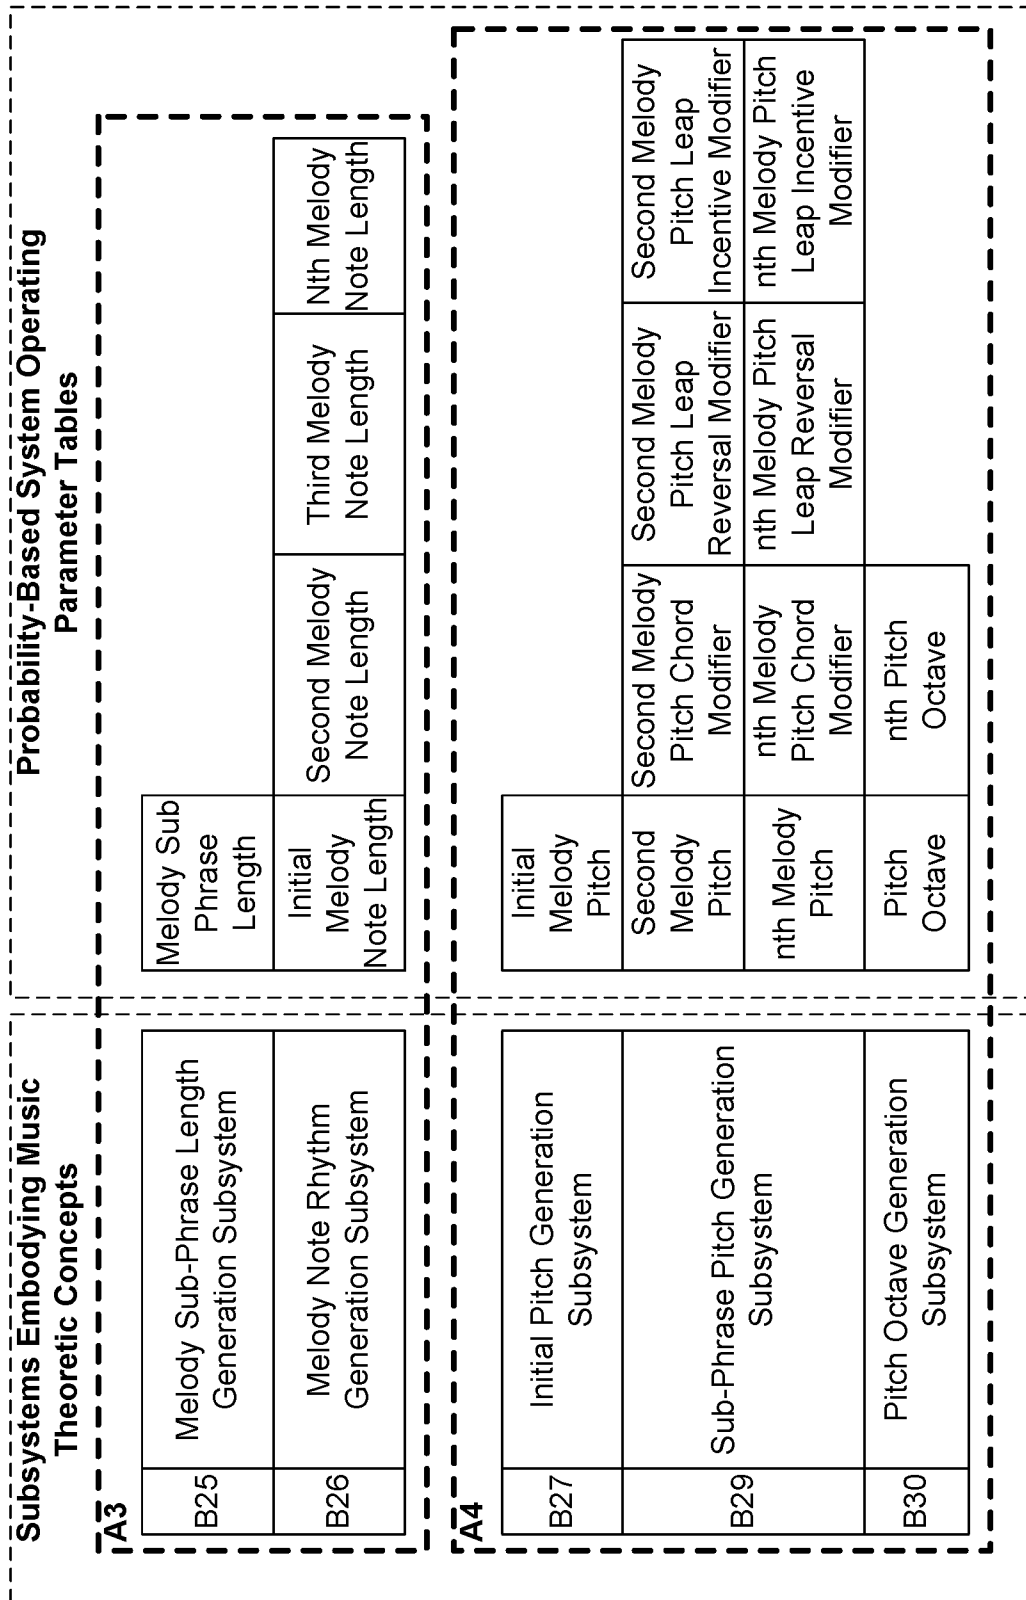 Subsystems Embodying Music
Theoretic Concepts
Probability-Based System Operating
Parameter Tables
A3
B25
Melody Sub-Phrase Length
Generation Subsystem
Melody Sub
Phrase
Length
B26
Melody Note Rhythm
Generation Subsystem
Initial
Melody
Note Length
Second Melody
Note Length
Third Melody
Note Length
Nth Melody
Note Length
A4
B27
Initial Pitch Generation
Subsystem
Initial
Melody
Pitch
B29
Sub-Phrase Pitch Generation
Subsystem
Second
Melody
Pitch
Second Melody
Pitch Chord
Modifier
Second Melody
Pitch Leap
Reversal Modifier
Second Melody
Pitch Leap
Incentive Modifier
nth Melody
Pitch
nth Melody
Pitch Chord
Modifier
nth Melody Pitch
Leap Reversal
Modifier
nth Melody Pitch
Leap Incentive
Modifier
B30
Pitch Octave Generation
Subsystem
Pitch
Octave
nth Pitch
Octave